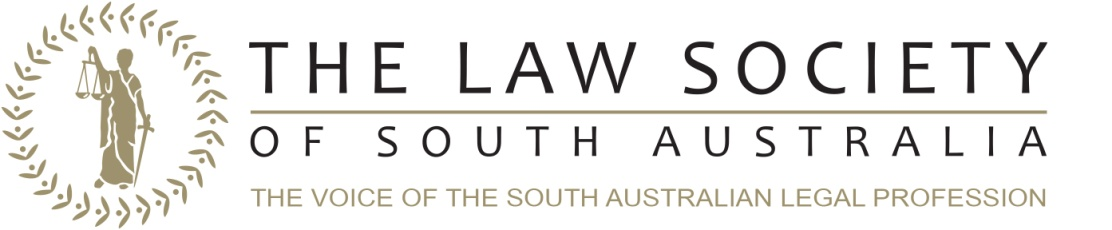 THE LAW SOCIETY
OF SOUTH AUSTRALIA
THE VOICE OF THE SOUTH AUSTRALIAN LEGAL PROFESSION